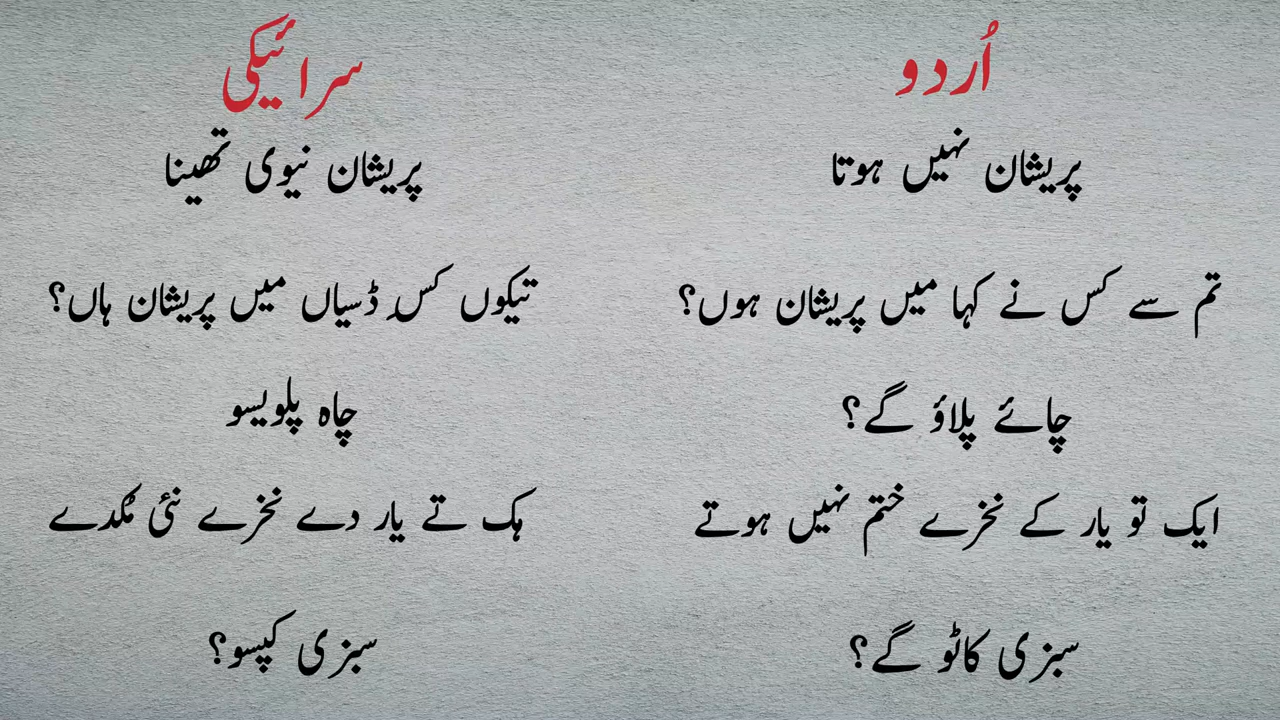 اُردو
سرائیکی
پریشان نہیں ہوتا
پریشان نیوی تھینا
تم سے کس نے کہا میں پریشان ہوں؟
تیکوں کسِ ڈسیاں میں پریشان ہاں؟
چائے پلاؤ گے؟
چاہ پلویسو
ایک تو یار کے نخرے ختم نہیں ہوتے
ہک تے یار دے نخرے نئی مُکدے
سبزی کاٹو گے؟
سبزی کپسو؟